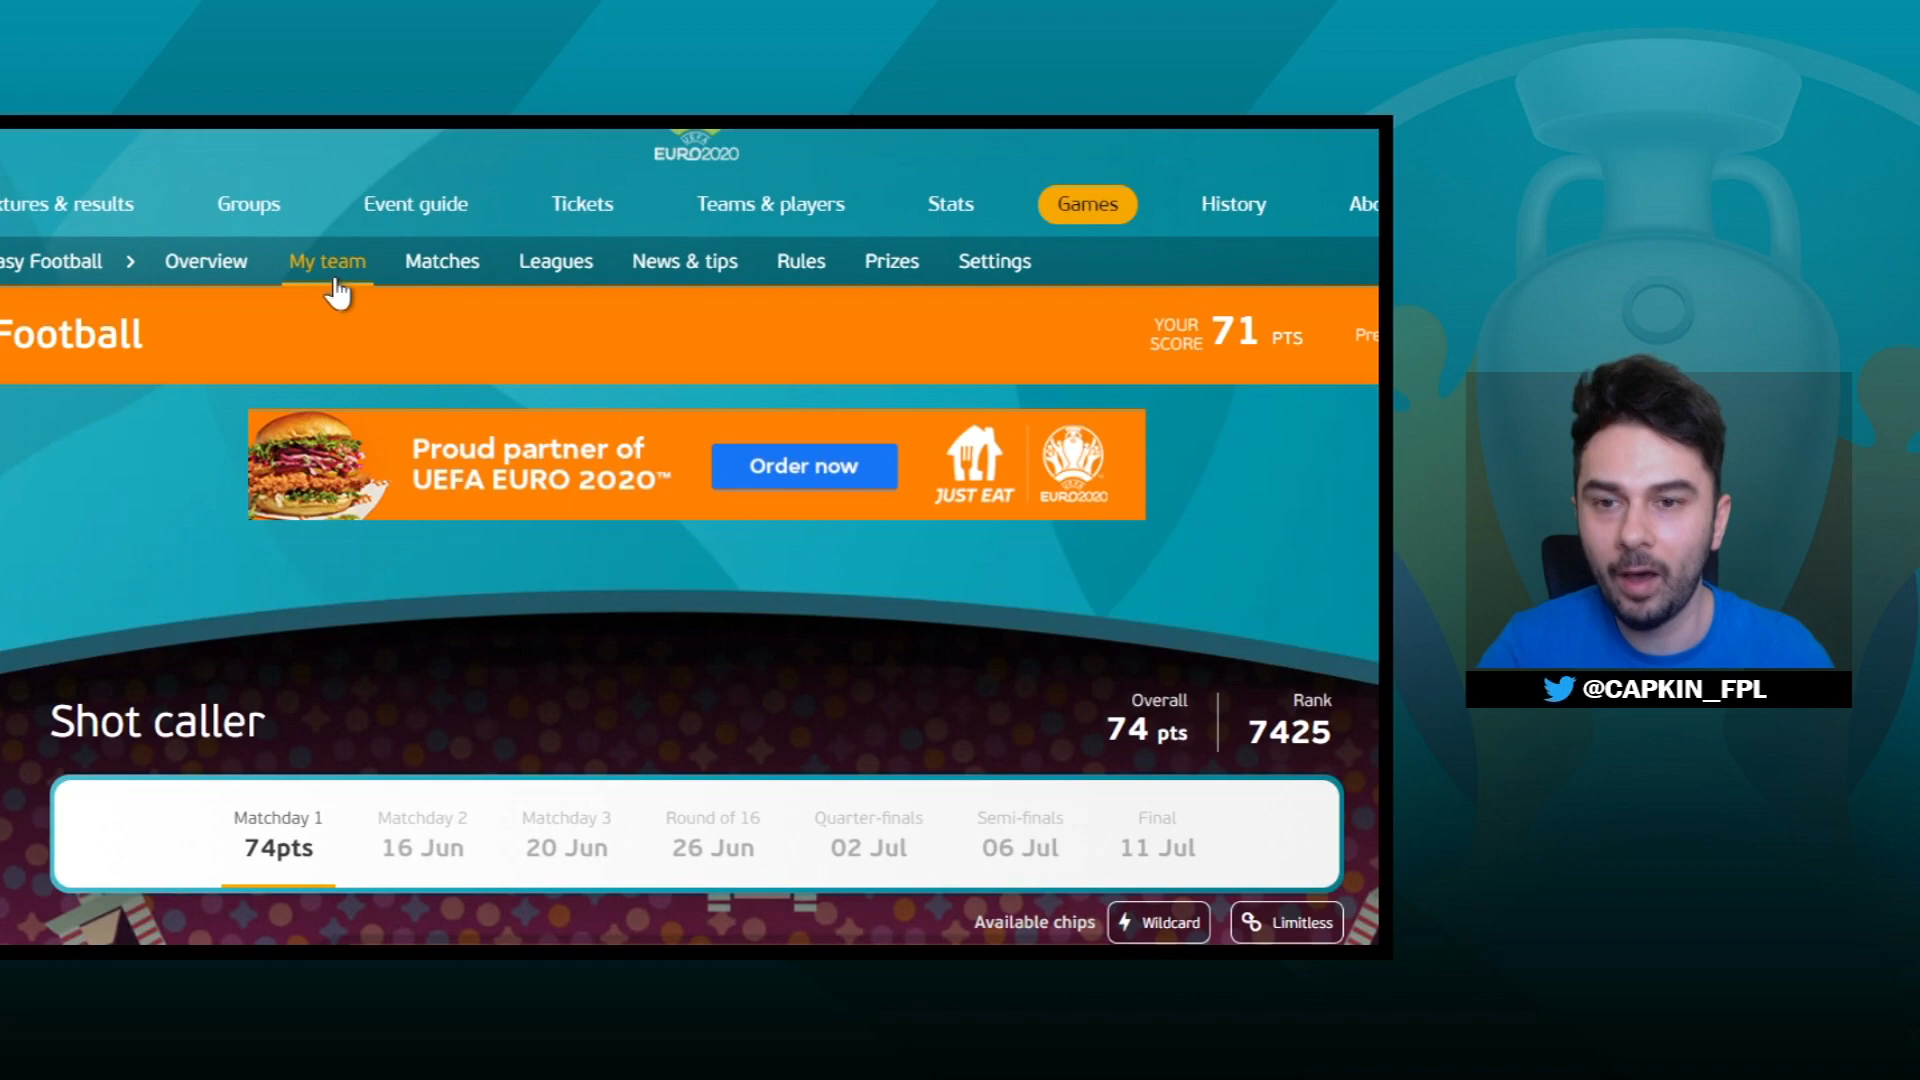 EURO2020
xtures & results Groups Event guide Tickets Teams & players Stats Games History Abo
asy Football > Overview My team Matches Leagues News & tips Rules Prizes Settings
Football
YOUR SCORE 71 PTS
Pre
Proud partner of
UEFA EURO 2020™
Order now
JUST EAT
UEFA
EURO2020
@CAPKIN_FPL
Shot caller
Overall
74 pts
Rank
7425
Matchday 1 Matchday 2 Matchday 3 Round of 16 Quarter-finals Semi-finals Final
74pts 16 Jun 20 Jun 26 Jun 02 Jul 06 Jul 11 Jul
Available chips Wildcard Limitless